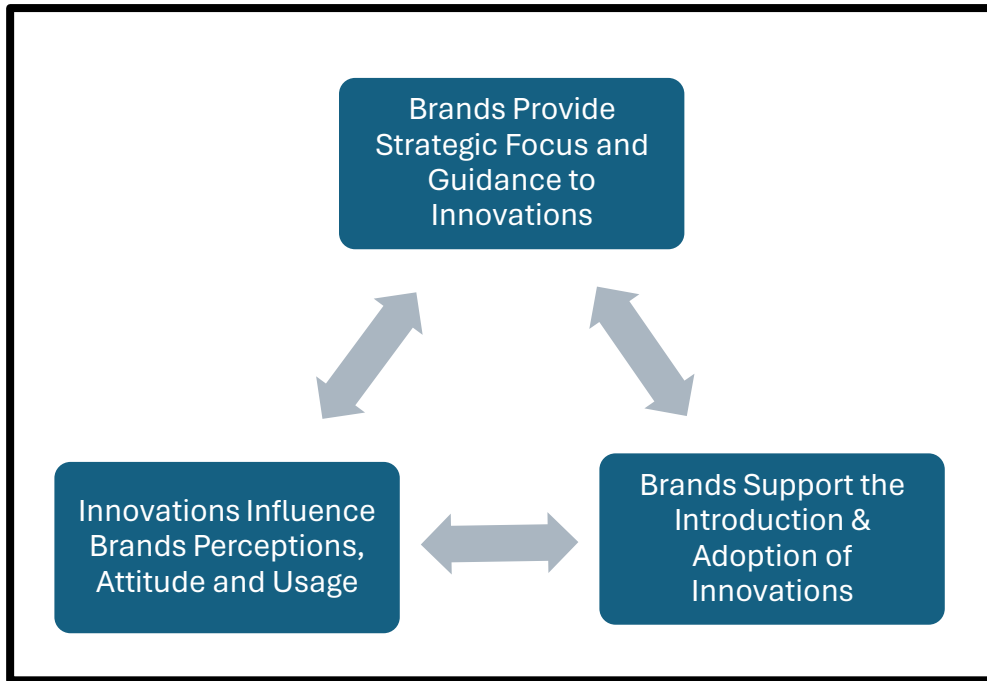 Brands Provide
Strategic Focus and
Guidance to
Innovations
Innovations Influence
Brands Perceptions,
Attitude and Usage
Brands Support the
Introduction &
Adoption of
Innovations